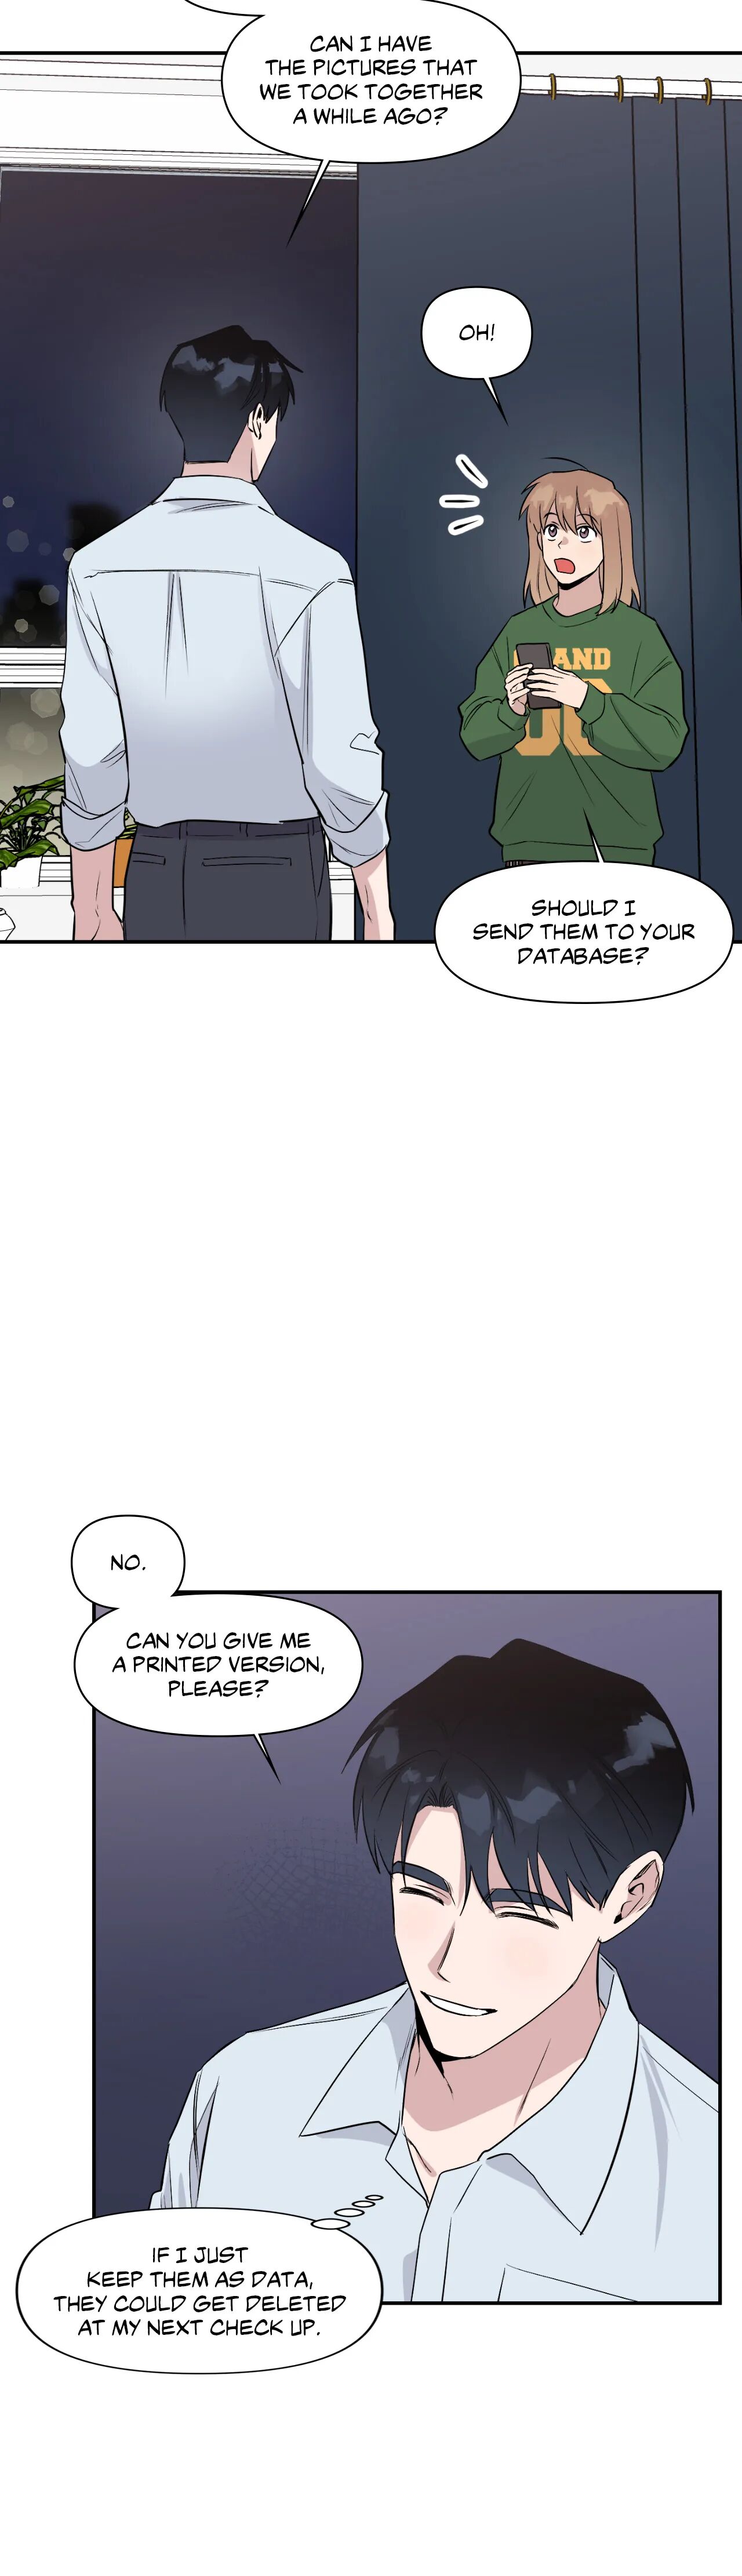 CAN I HAVE
THE PICTURES THAT
WE TOOK TOGETHER
A WHILE AGO?
OH!
AND
SHOULD I
SEND THEM TO YOUR
DATABASE?
NO.
CAN YOU GIVE ME
A PRINTED VERSION,
PLEASE?
IF I JUST
KEEP THEM AS DATA,
THEY COULD GET DELETED
AT MY NEXT CHECK UP.